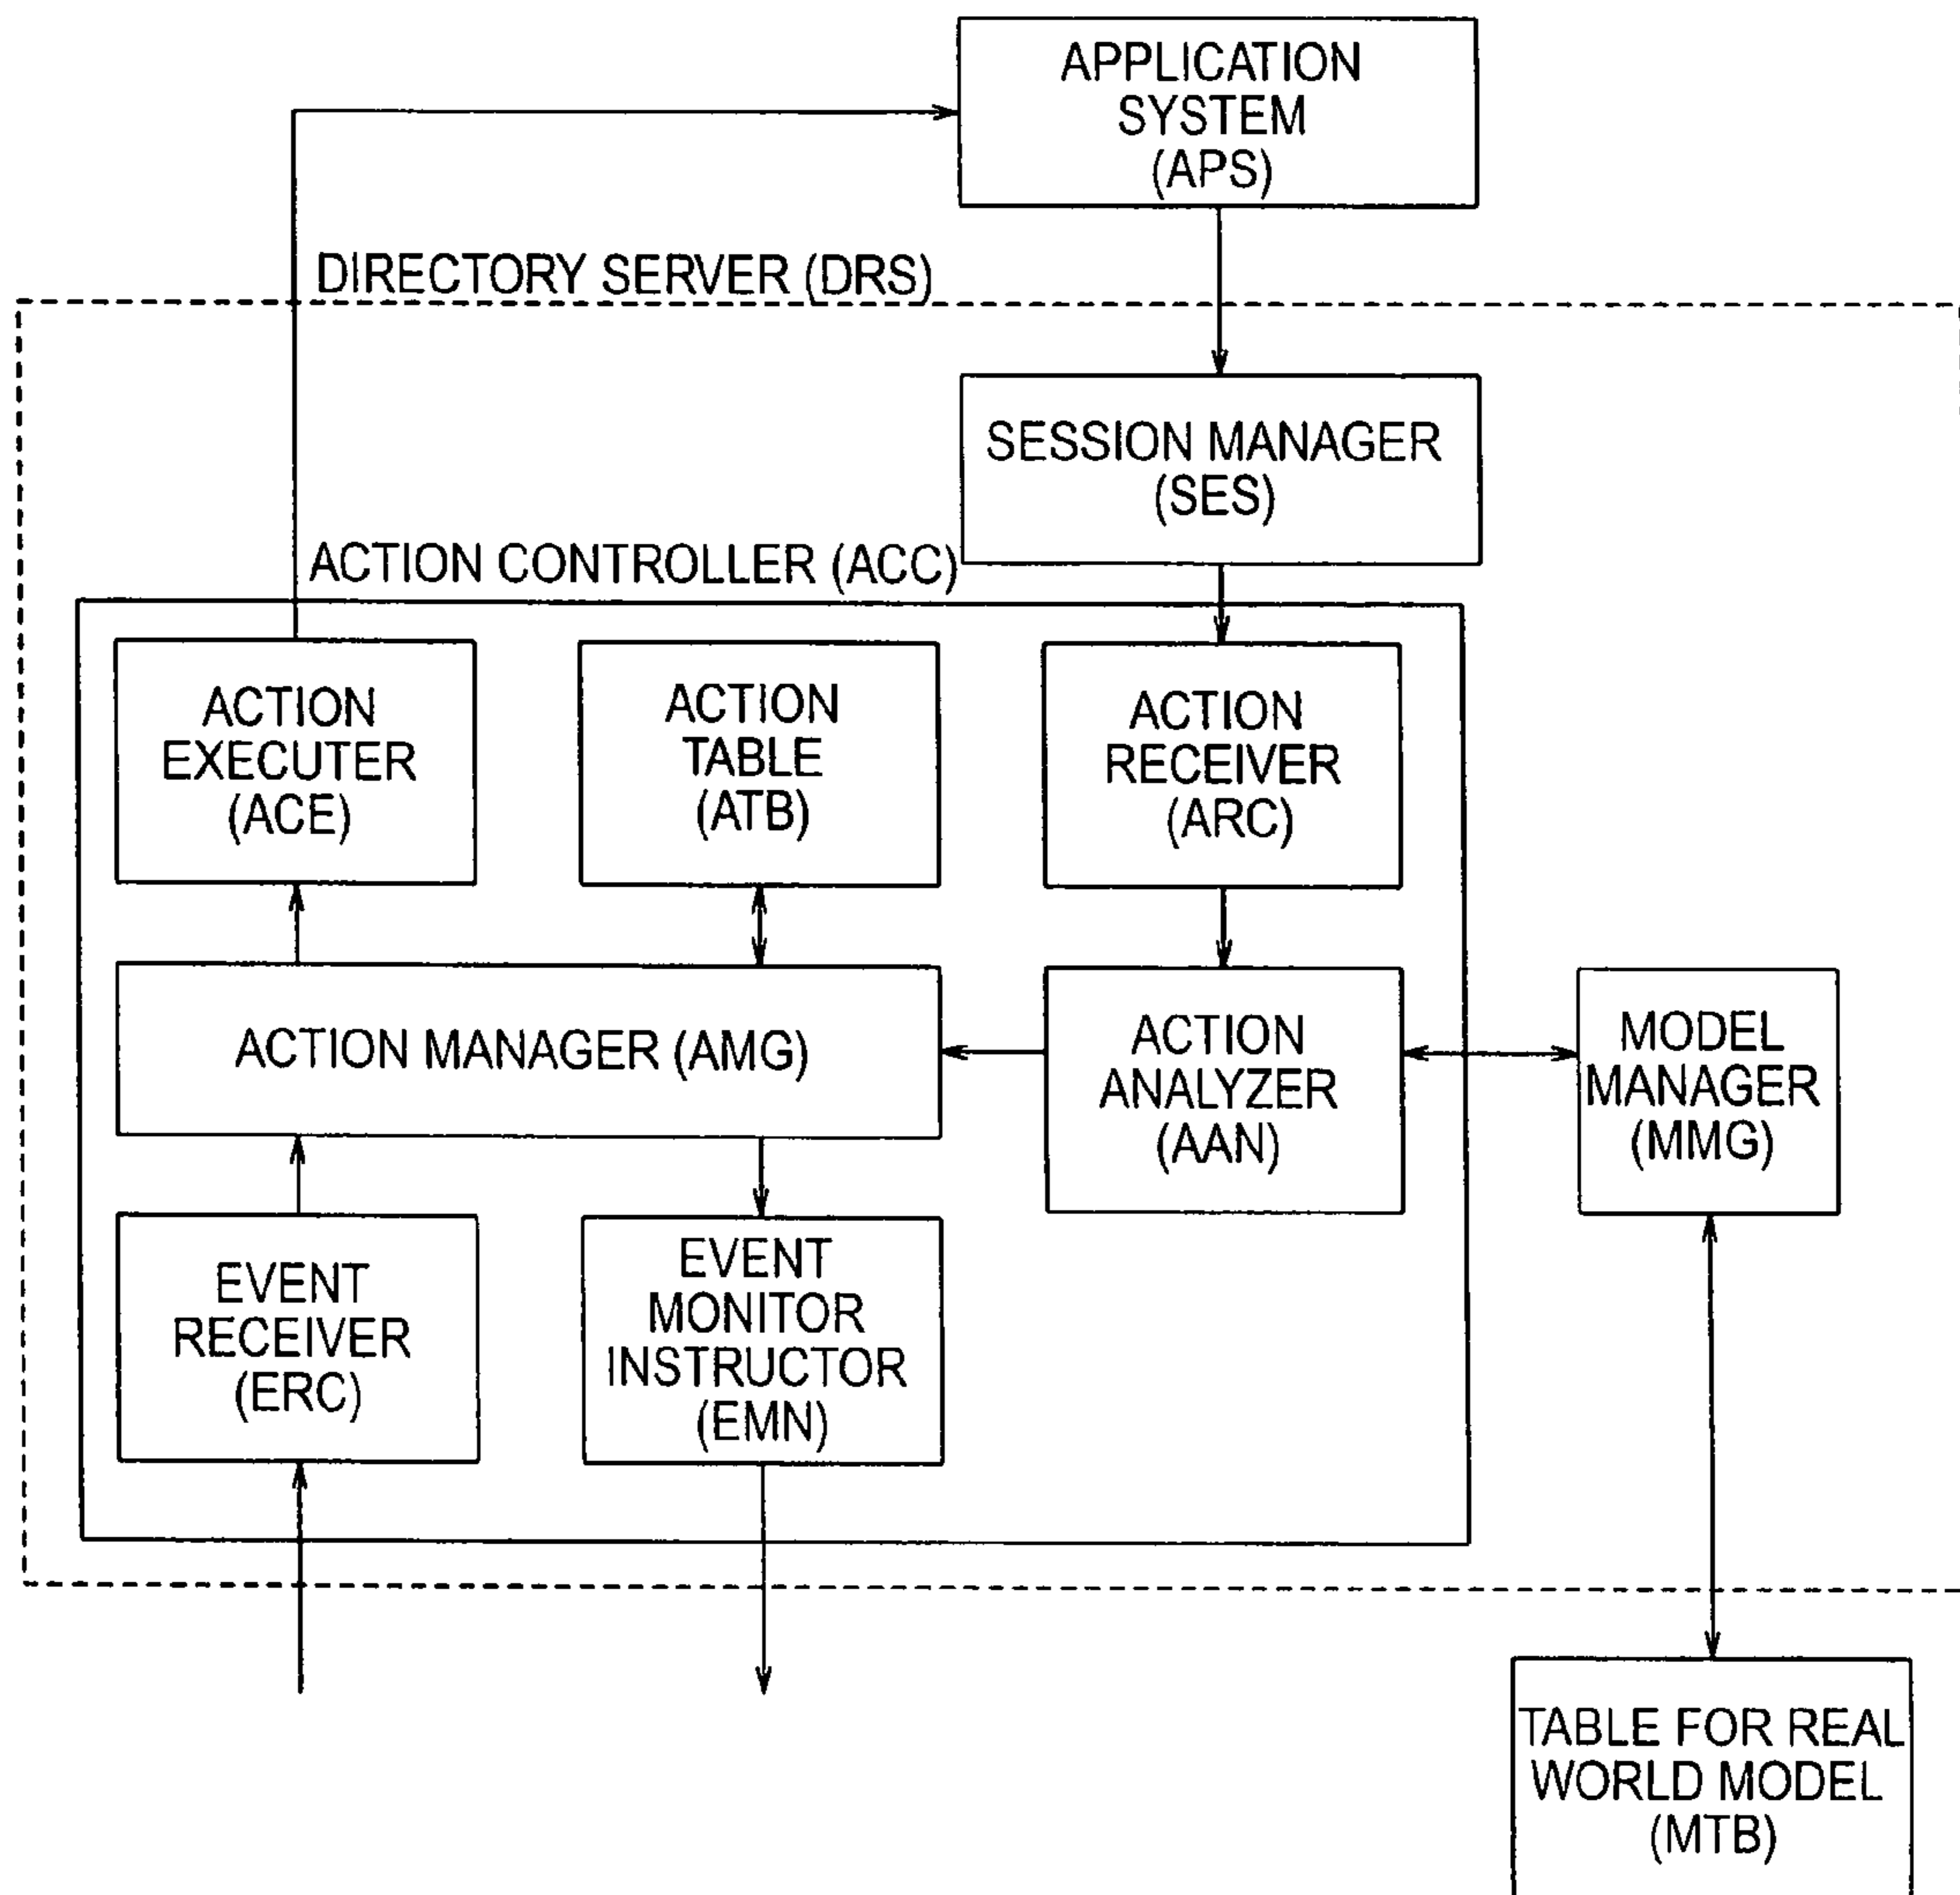 APPLICATION
SYSTEM
(APS)
DIRECTORY SERVER (DRS)
SESSION MANAGER
(SES)
ACTION CONTROLLER (ACC)
ACTION
EXECUTER
(ACE)
ACTION
TABLE
(ATB)
ACTION
RECEIVER
(ARC)
ACTION MANAGER (AMG)
ACTION
ANALYZER
(AAN)
MODEL
MANAGER
(MMG)
EVENT
RECEIVER
(ERC)
EVENT
MONITOR
INSTRUCTOR
(EMN)
TABLE FOR REAL
WORLD MODEL
(MTB)